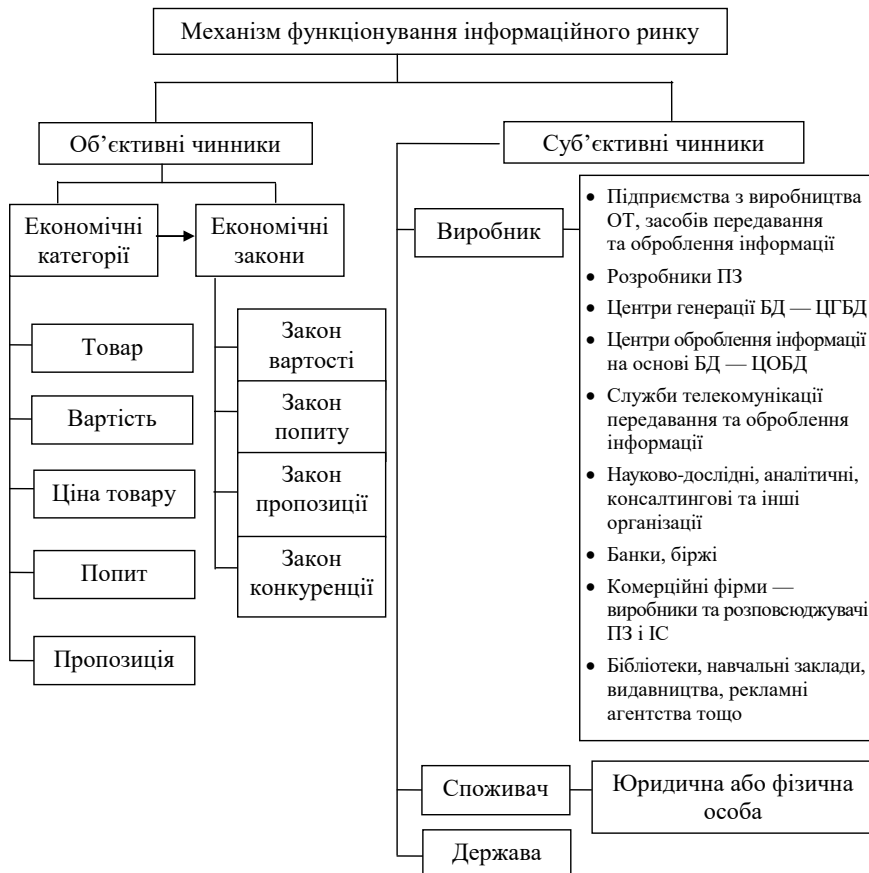 Механізм функціонування інформаційного ринку
Об’єктивні чинники
Суб’єктивні чинники
Економічні
категорії
Економічні
закони
Товар
Вартість
Ціна товару
Попит
Пропозиція
Закон
вартості
Закон
попиту
Закон
пропозиції
Закон
конкуренції
Виробник
• Підприємства з виробництва
ОТ, засобів передавання
та оброблення інформації
• Розробники ПЗ
• Центри генерації БД — ЦГБД
• Центри оброблення інформації
на основі БД — ЦОБД
• Служби телекомунікації
передавання та оброблення
інформації
• Науково-дослідні, аналітичні,
консалтингові та інші
організації
• Банки, біржі
• Комерційні фірми —
виробники та розповсюджувачі
ПЗ і ІС
• Бібліотеки, навчальні заклади,
видавництва, рекламні
агентства тощо
Споживач
Юридична або фізична
особа
Держава